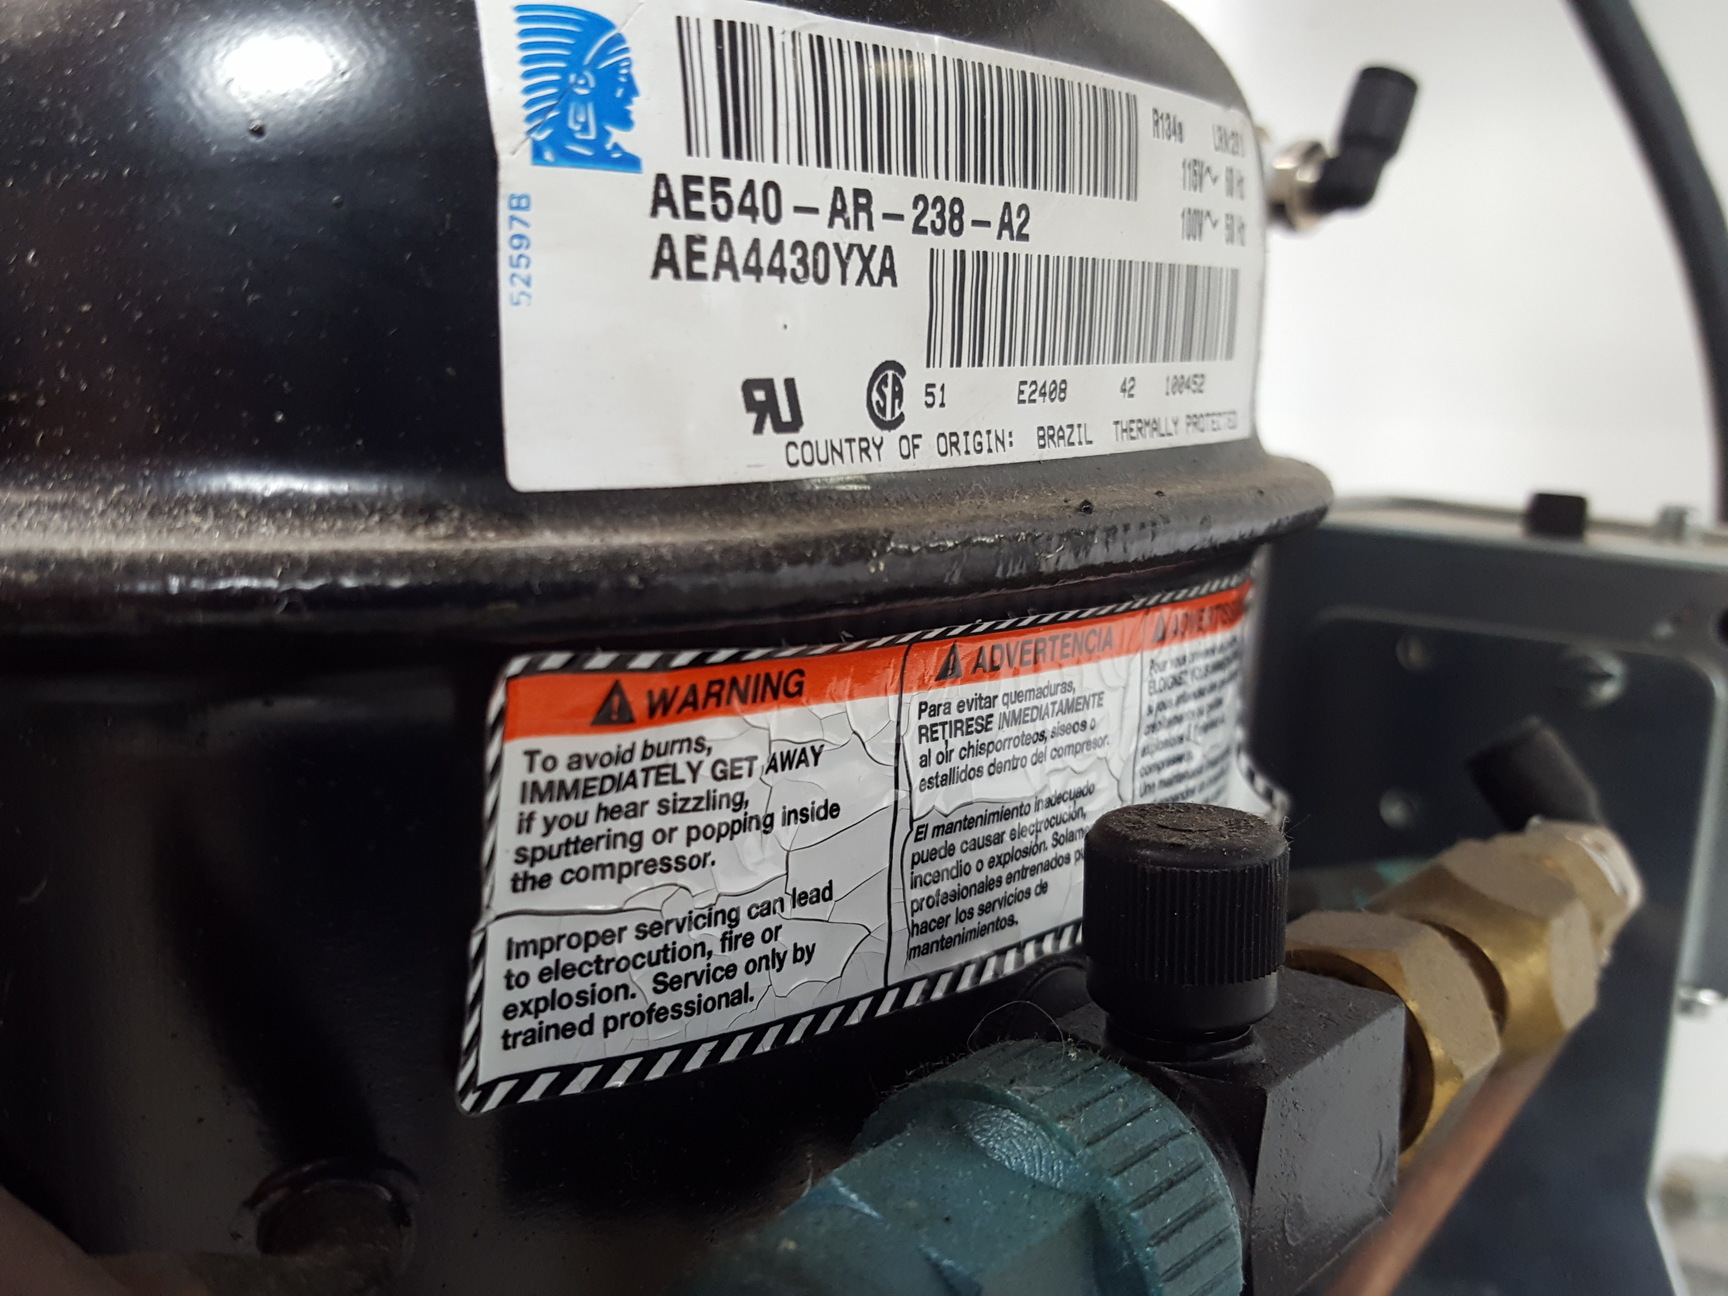 R134a
115V~ 60 Hz
100V~ 50 Hz
52597B
AE540-AR-238-A2
AEA4430YXA
51 E2408 42 100452
COUNTRY OF ORIGIN: BRAZIL THERMALLY PROTECTED
WARNING
To avoid burns,
IMMEDIATELY GET AWAY
if you hear sizzling,
sputtering or popping inside
the compressor.
Improper servicing can lead
to electrocution, fire or
explosion. Service only by
trained professional.
ADVERTENCIA
Para evitar quemaduras,
RETIRESE INMEDIATAMENTE
al oir chisporroteos, siseos o
estallidos dentro del compresor.
El mantenimiento inadecuado
puede causar electrocución,
incendio o explosión.
profesionales entrenados
hacer los servicios de
mantenimientos.